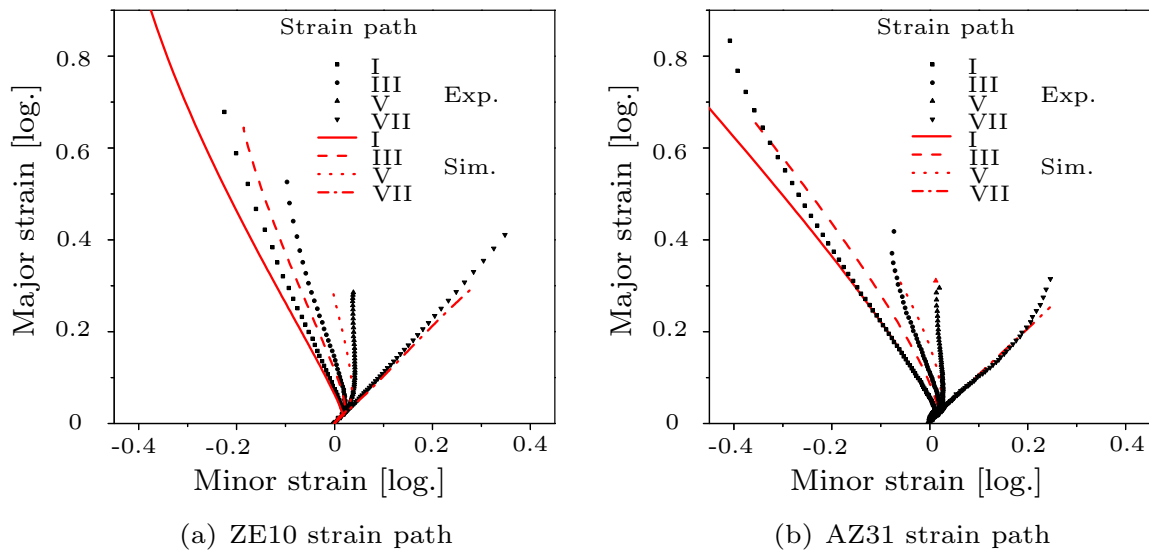 Strain path
I
III
V
VII
Exp.
I
III
V
VII
Sim.
Major strain [log.]
0.8
0.6
0.4
0.2
0
-0.4
-0.2
0
0.2
0.4
Minor strain [log.]
(a) ZE10 strain path
Strain path
I
III
V
VII
Exp.
I
III
V
VII
Sim.
Major strain [log.]
0.8
0.6
0.4
0.2
0
-0.4
-0.2
0
0.2
0.4
Minor strain [log.]
(b) AZ31 strain path